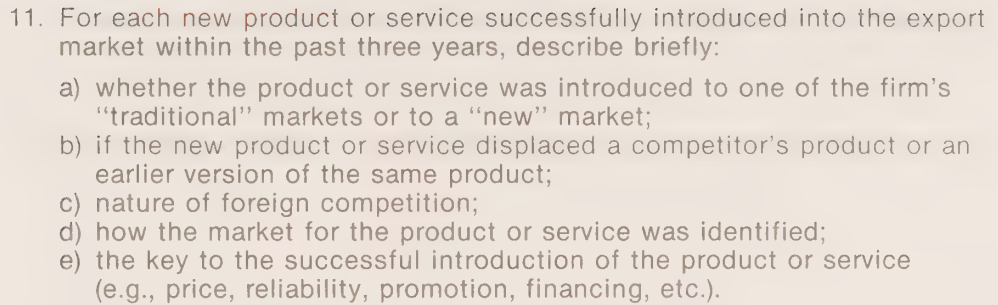 11. For each new product or service successfully introduced into the export
market within the past three years, describe briefly:
a) whether the product or service was introduced to one of the firm's
"traditional" markets or to a "new" market;
b) if the new product or service displaced a competitor's product or an
earlier version of the same product;
c) nature of foreign competition;
d) how the market for the product or service was identified;
e) the key to the successful introduction of the product or service
(e.g., price, reliability, promotion, financing, etc.).